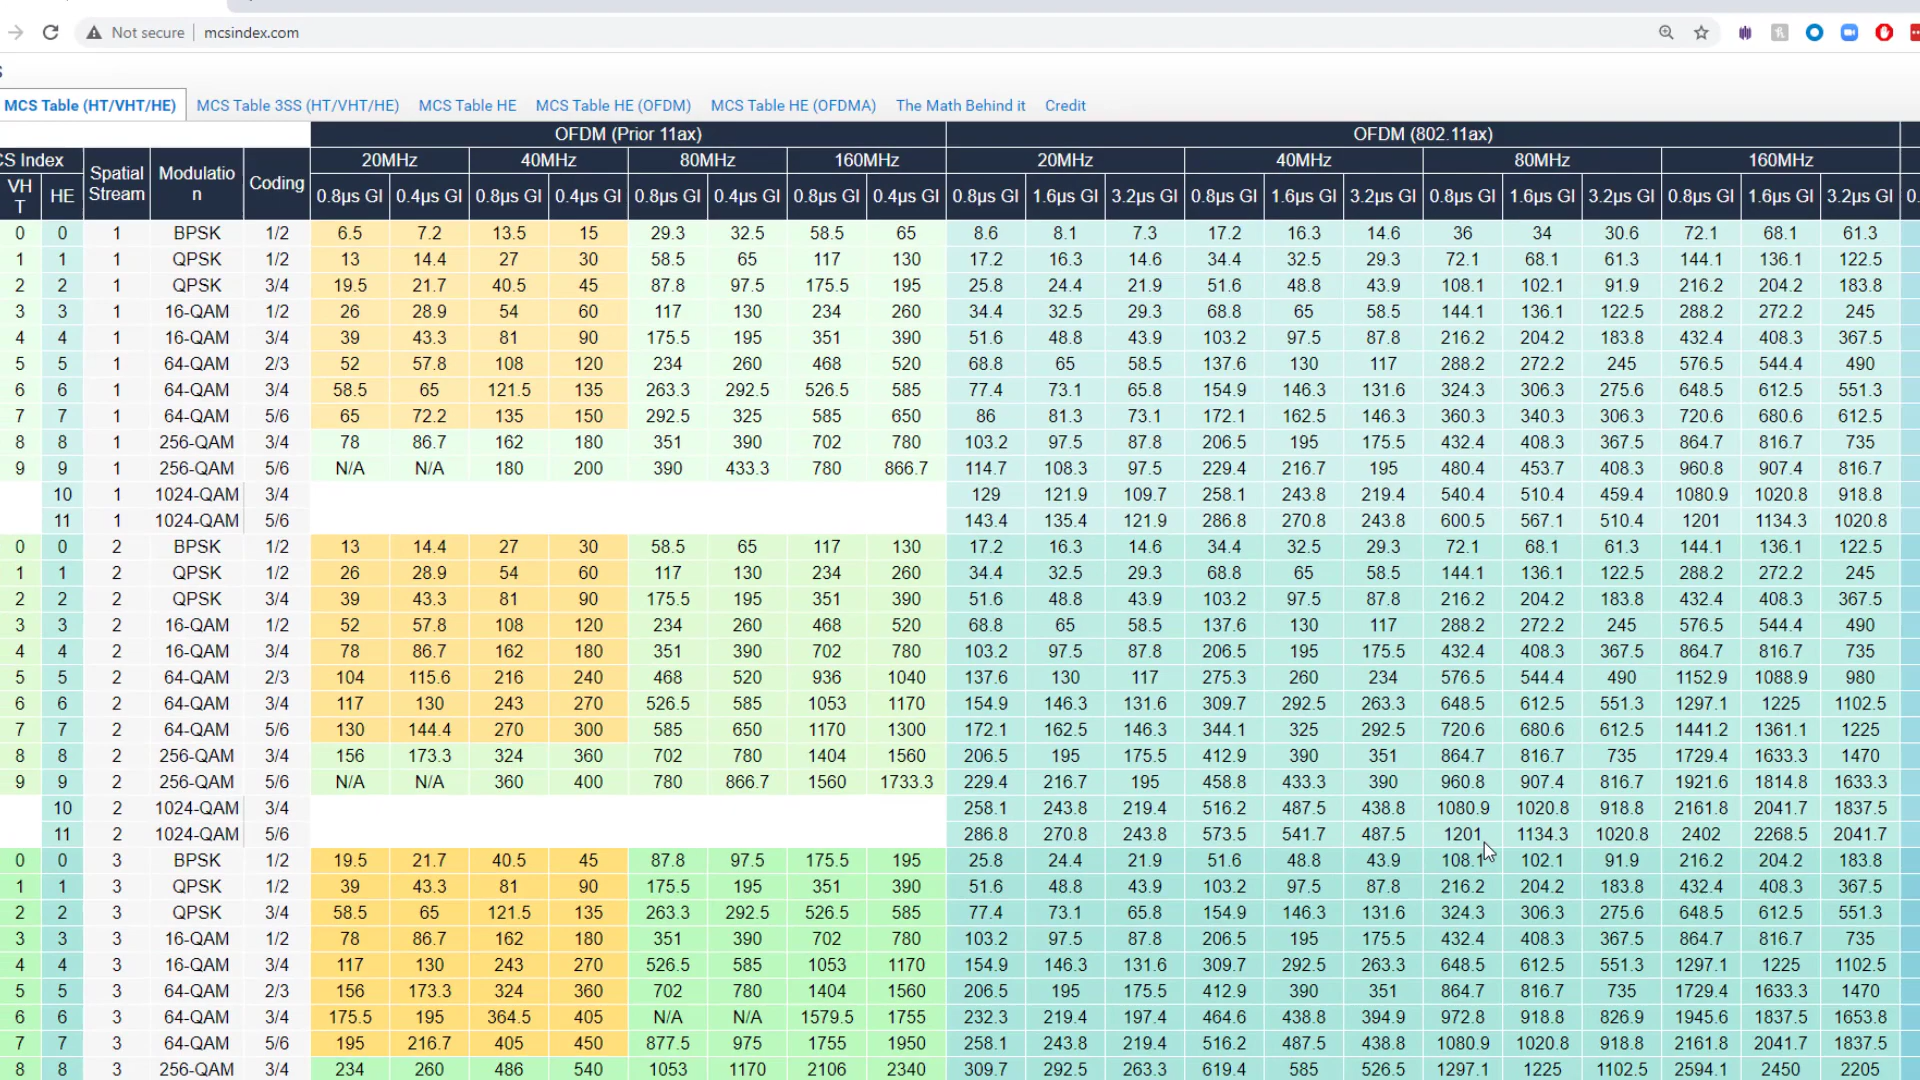 Not secure mcsindex.com
s
MCS Table (HT/VHT/HE) MCS Table 3SS (HT/VHT/HE) MCS Table HE MCS Table HE (OFDM) MCS Table HE (OFDMA) The Math Behind it Credit
OFDM (Prior 11ax) OFDM (802.11ax)
CS Index Spatial Stream Modulatio n Coding 20MHz 40MHz 80MHz 160MHz 20MHz 40MHz 80MHz 160MHz
VH T HE 0.8µs GI 0.4µs GI 0.8µs GI 0.4µs GI 0.8µs GI 0.4µs GI 0.8µs GI 0.4µs GI 0.8µs GI 1.6µs GI 3.2µs GI 0.8µs GI 1.6µs GI 3.2µs GI 0.8µs GI 1.6µs GI 3.2µs GI 0.8µs GI 1.6µs GI 3.2µs GI 0.
0 0 1 BPSK 1/2 6.5 7.2 13.5 15 29.3 32.5 58.5 65 8.6 8.1 7.3 17.2 16.3 14.6 36 34 30.6 72.1 68.1 61.3
1 1 1 QPSK 1/2 13 14.4 27 30 58.5 65 117 130 17.2 16.3 14.6 34.4 32.5 29.3 72.1 68.1 61.3 144.1 136.1 122.5
2 2 1 QPSK 3/4 19.5 21.7 40.5 45 87.8 97.5 175.5 195 25.8 24.4 21.9 51.6 48.8 43.9 108.1 102.1 91.9 216.2 204.2 183.8
3 3 1 16-QAM 1/2 26 28.9 54 60 117 130 234 260 34.4 32.5 29.3 68.8 65 58.5 144.1 136.1 122.5 288.2 272.2 245
4 4 1 16-QAM 3/4 39 43.3 81 90 175.5 195 351 390 51.6 48.8 43.9 103.2 97.5 87.8 216.2 204.2 183.8 432.4 408.3 367.5
5 5 1 64-QAM 2/3 52 57.8 108 120 234 260 468 520 68.8 65 58.5 137.6 130 117 288.2 272.2 245 576.5 544.4 490
6 6 1 64-QAM 3/4 58.5 65 121.5 135 263.3 292.5 526.5 585 77.4 73.1 65.8 154.9 146.3 131.6 324.3 306.3 275.6 648.5 612.5 551.3
7 7 1 64-QAM 5/6 65 72.2 135 150 292.5 325 585 650 86 81.3 73.1 172.1 162.5 146.3 360.3 340.3 306.3 720.6 680.6 612.5
8 8 1 256-QAM 3/4 78 86.7 162 180 351 390 702 780 103.2 97.5 87.8 206.5 195 175.5 432.4 408.3 367.5 864.7 816.7 735
9 9 1 256-QAM 5/6 N/A N/A 180 200 390 433.3 780 866.7 114.7 108.3 97.5 229.4 216.7 195 480.4 453.7 408.3 960.8 907.4 816.7
10 1 1024-QAM 3/4 129 121.9 109.7 258.1 243.8 219.4 540.4 510.4 459.4 1080.9 1020.8 918.8
11 1 1024-QAM 5/6 143.4 135.4 121.9 286.8 270.8 243.8 600.5 567.1 510.4 1201 1134.3 1020.8
0 0 2 BPSK 1/2 13 14.4 27 30 58.5 65 117 130 17.2 16.3 14.6 34.4 32.5 29.3 72.1 68.1 61.3 144.1 136.1 122.5
1 1 2 QPSK 1/2 26 28.9 54 60 117 130 234 260 34.4 32.5 29.3 68.8 65 58.5 144.1 136.1 122.5 288.2 272.2 245
2 2 2 QPSK 3/4 39 43.3 81 90 175.5 195 351 390 51.6 48.8 43.9 103.2 97.5 87.8 216.2 204.2 183.8 432.4 408.3 367.5
3 3 2 16-QAM 1/2 52 57.8 108 120 234 260 468 520 68.8 65 58.5 137.6 130 117 288.2 272.2 245 576.5 544.4 490
4 4 2 16-QAM 3/4 78 86.7 162 180 351 390 702 780 103.2 97.5 87.8 206.5 195 175.5 432.4 408.3 367.5 864.7 816.7 735
5 5 2 64-QAM 2/3 104 115.6 216 240 468 520 936 1040 137.6 130 117 275.3 260 234 576.5 544.4 490 1152.9 1088.9 980
6 6 2 64-QAM 3/4 117 130 243 270 526.5 585 1053 1170 154.9 146.3 131.6 309.7 292.5 263.3 648.5 612.5 551.3 1297.1 1225 1102.5
7 7 2 64-QAM 5/6 130 144.4 270 300 585 650 1170 1300 172.1 162.5 146.3 344.1 325 292.5 720.6 680.6 612.5 1441.2 1361.1 1225
8 8 2 256-QAM 3/4 156 173.3 324 360 702 780 1404 1560 206.5 195 175.5 412.9 390 351 864.7 816.7 735 1729.4 1633.3 1470
9 9 2 256-QAM 5/6 N/A N/A 360 400 780 866.7 1560 1733.3 229.4 216.7 195 458.8 433.3 390 960.8 907.4 816.7 1921.6 1814.8 1633.3
10 2 1024-QAM 3/4 258.1 243.8 219.4 516.2 487.5 438.8 1080.9 1020.8 918.8 2161.8 2041.7 1837.5
11 2 1024-QAM 5/6 286.8 270.8 243.8 573.5 541.7 487.5 1201 1134.3 1020.8 2402 2268.5 2041.7
0 0 3 BPSK 1/2 19.5 21.7 40.5 45 87.8 97.5 175.5 195 25.8 24.4 21.9 51.6 48.8 43.9 108.1 102.1 91.9 216.2 204.2 183.8
1 1 3 QPSK 1/2 39 43.3 81 90 175.5 195 351 390 51.6 48.8 43.9 103.2 97.5 87.8 216.2 204.2 183.8 432.4 408.3 367.5
2 2 3 QPSK 3/4 58.5 65 121.5 135 263.3 292.5 526.5 585 77.4 73.1 65.8 154.9 146.3 131.6 324.3 306.3 275.6 648.5 612.5 551.3
3 3 3 16-QAM 1/2 78 86.7 162 180 351 390 702 780 103.2 97.5 87.8 206.5 195 175.5 432.4 408.3 367.5 864.7 816.7 735
4 4 3 16-QAM 3/4 117 130 243 270 526.5 585 1053 1170 154.9 146.3 131.6 309.7 292.5 263.3 648.5 612.5 551.3 1297.1 1225 1102.5
5 5 3 64-QAM 2/3 156 173.3 324 360 702 780 1404 1560 206.5 195 175.5 412.9 390 351 864.7 816.7 735 1729.4 1633.3 1470
6 6 3 64-QAM 3/4 175.5 195 364.5 405 N/A N/A 1579.5 1755 232.3 219.4 197.4 464.6 438.8 394.9 972.8 918.8 826.9 1945.6 1837.5 1653.8
7 7 3 64-QAM 5/6 195 216.7 405 450 877.5 975 1755 1950 258.1 243.8 219.4 516.2 487.5 438.8 1080.9 1020.8 918.8 2161.8 2041.7 1837.5
8 8 3 256-QAM 3/4 234 260 486 540 1053 1170 2106 2340 309.7 292.5 263.3 619.4 585 526.5 1297.1 1225 1102.5 2594.1 2450 2205